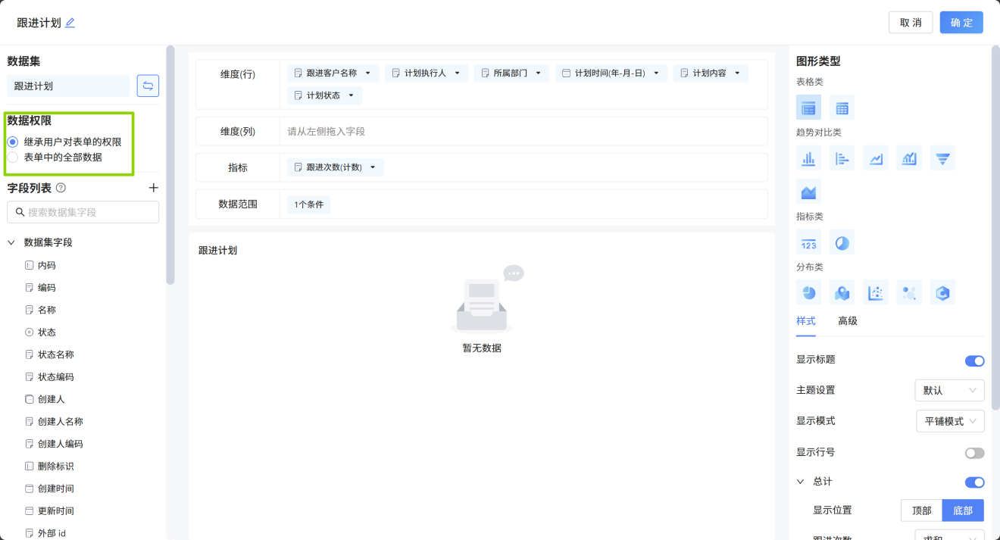 跟进计划
取 消
确 定
数据集
跟进计划
数据权限
继承用户对表单的权限
表单中的全部数据
字段列表
搜索数据集字段
数据集字段
内码
编码
名称
状态
状态名称
状态编码
创建人
创建人名称
创建人编码
删除标识
创建时间
更新时间
外部 id
维度(行)
跟进客户名称
计划执行人
所属部门
计划时间(年-月-日)
计划内容
计划状态
维度(列)
请从左侧拖入字段
指标
跟进次数(计数)
数据范围
1个条件
跟进计划
暂无数据
图形类型
表格类
趋势对比类
指标类
123
分布类
样式
高级
显示标题
主题设置
默认
显示模式
平铺模式
显示行号
总计
显示位置
顶部
底部
跟进次数
求和